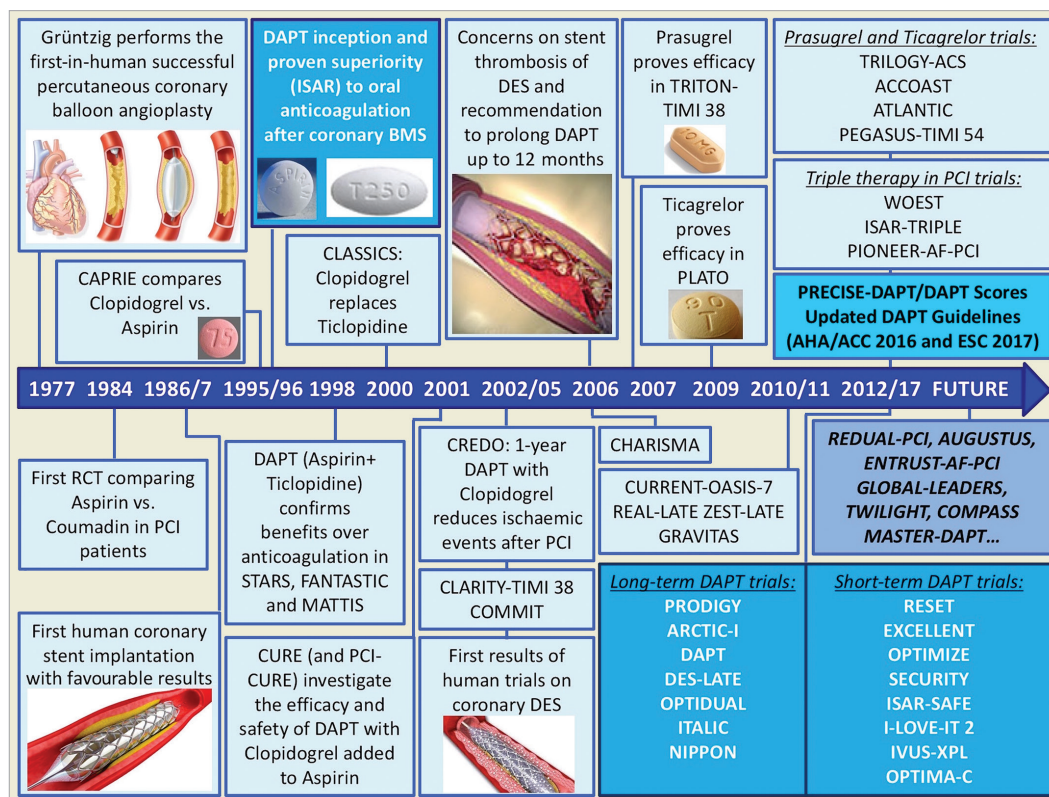 Grüntzig performs the
first-in-human successful
percutaneous coronary
balloon angioplasty
DAPT inception and
proven superiority
(ISAR) to oral
anticoagulation
after coronary BMS
ASPIRIN
T250
Concerns on stent
thrombosis of
DES and
recommendation
to prolong DAPT
up to 12 months
Prasugrel
proves efficacy
in TRITON-
TIMI 38
10 MG
Prasugrel and Ticagrelor trials:
TRILOGY-ACS
ACCOAST
ATLANTIC
PEGASUS-TIMI 54
CAPRIE compares
Clopidogrel vs.
Aspirin
75
CLASSICS:
Clopidogrel
replaces
Ticlopidine
Ticagrelor
proves
efficacy in
PLATO
90
T
Triple therapy in PCI trials:
WOEST
ISAR-TRIPLE
PIONEER-AF-PCI
PRECISE-DAPT/DAPT Scores
Updated DAPT Guidelines
(AHA/ACC 2016 and ESC 2017)
1977 1984 1986/7 1995/96 1998 2000 2001 2002/05 2006 2007 2009 2010/11 2012/17 FUTURE
First RCT comparing
Aspirin vs.
Coumadin in PCI
patients
DAPT (Aspirin+
Ticlopidine)
confirms
benefits over
anticoagulation in
STARS, FANTASTIC
and MATTIS
CREDO: 1-year
DAPT with
Clopidogrel
reduces ischaemic
events after PCI
CHARISMA
CURRENT-OASIS-7
REAL-LATE ZEST-LATE
GRAVITAS
REDUAL-PCI, AUGUSTUS,
ENTRUST-AF-PCI
GLOBAL-LEADERS,
TWILIGHT, COMPASS
MASTER-DAPT...
CLARITY-TIMI 38
COMMIT
First human coronary
stent implantation
with favourable results
CURE (and PCI-
CURE) investigate
the efficacy and
safety of DAPT with
Clopidogrel added
to Aspirin
First results of
human trials on
coronary DES
Long-term DAPT trials:
PRODIGY
ARCTIC-I
DAPT
DES-LATE
OPTIDUAL
ITALIC
NIPPON
Short-term DAPT trials:
RESET
EXCELLENT
OPTIMIZE
SECURITY
ISAR-SAFE
I-LOVE-IT 2
IVUS-XPL
OPTIMA-C